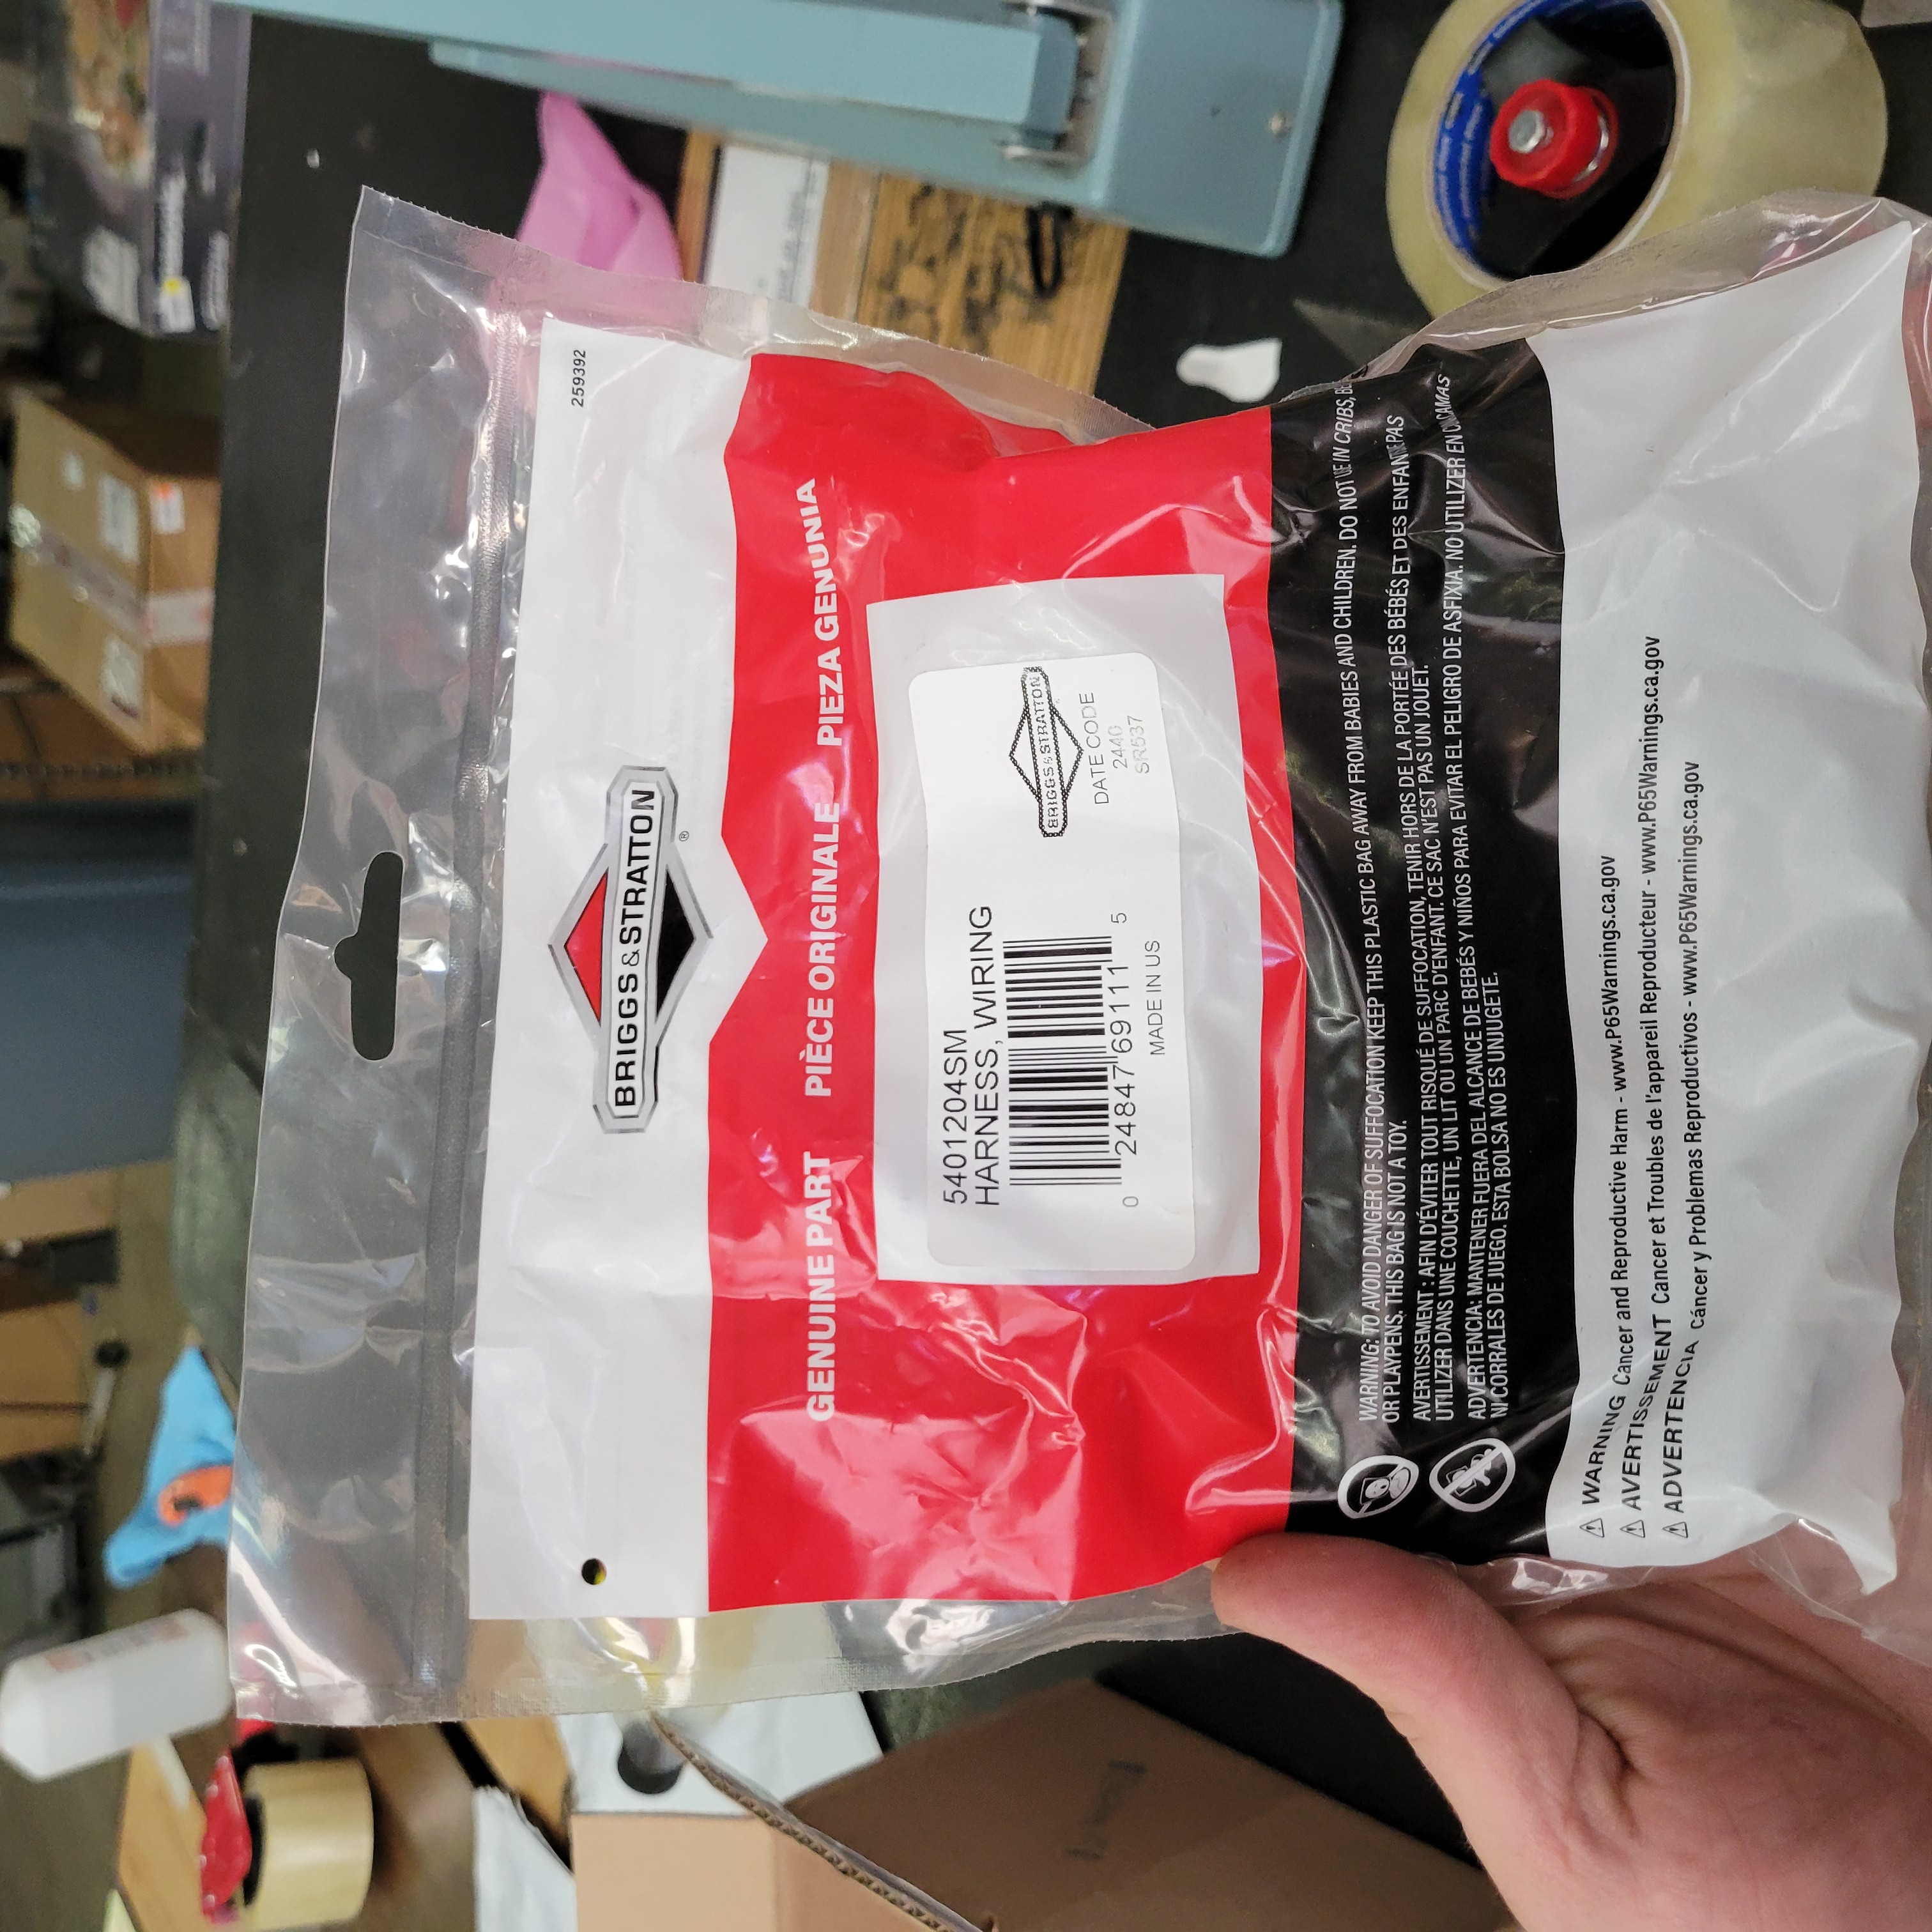 259392
BRIGGS & STRATTON
®
GENUINE PART PIÈCE ORIGINALE PIEZA GENUNIA
5401204SM
HARNESS, WIRING
0 24847 69111 5
MADE IN US
BRIGGS & STRATTON
DATE CODE
2440
SR537
WARNING: TO AVOID DANGER OF SUFFOCATION KEEP THIS PLASTIC BAG AWAY FROM BABIES AND CHILDREN. DO NOT USE IN CRIBS,
OR PLAYPENS. THIS BAG IS NOT A TOY.
AVERTISSEMENT : AFIN D'ÉVITER TOUT RISQUE DE SUFFOCATION, TENIR HORS DE LA PORTÉE DES BÉBÉS ET DES ENFANTS PAS
UTILIZER DANS UNE COUCHETTE, UN LIT OU UN PARC D'ENFANT. CE SAC N'EST PAS UN JOUET.
ADVERTENCIA: MANTENER FUERA DEL ALCANCE DE BEBÉS Y NIÑOS PARA EVITAR EL PELIGRO DE ASFIXIA. NO UTILIZER EN CAMAS
NI CORRALES DE JUEGO. ESTA BOLSA NO ES UN JUGETE.
⚠ WARNING Cancer and Reproductive Harm - www.P65Warnings.ca.gov
⚠ AVERTISSEMENT Cancer et Troubles de l'appareil Reproducteur - www.P65Warnings.ca.gov
⚠ ADVERTENCIA Cáncer y Problemas Reproductivos - www.P65Warnings.ca.gov